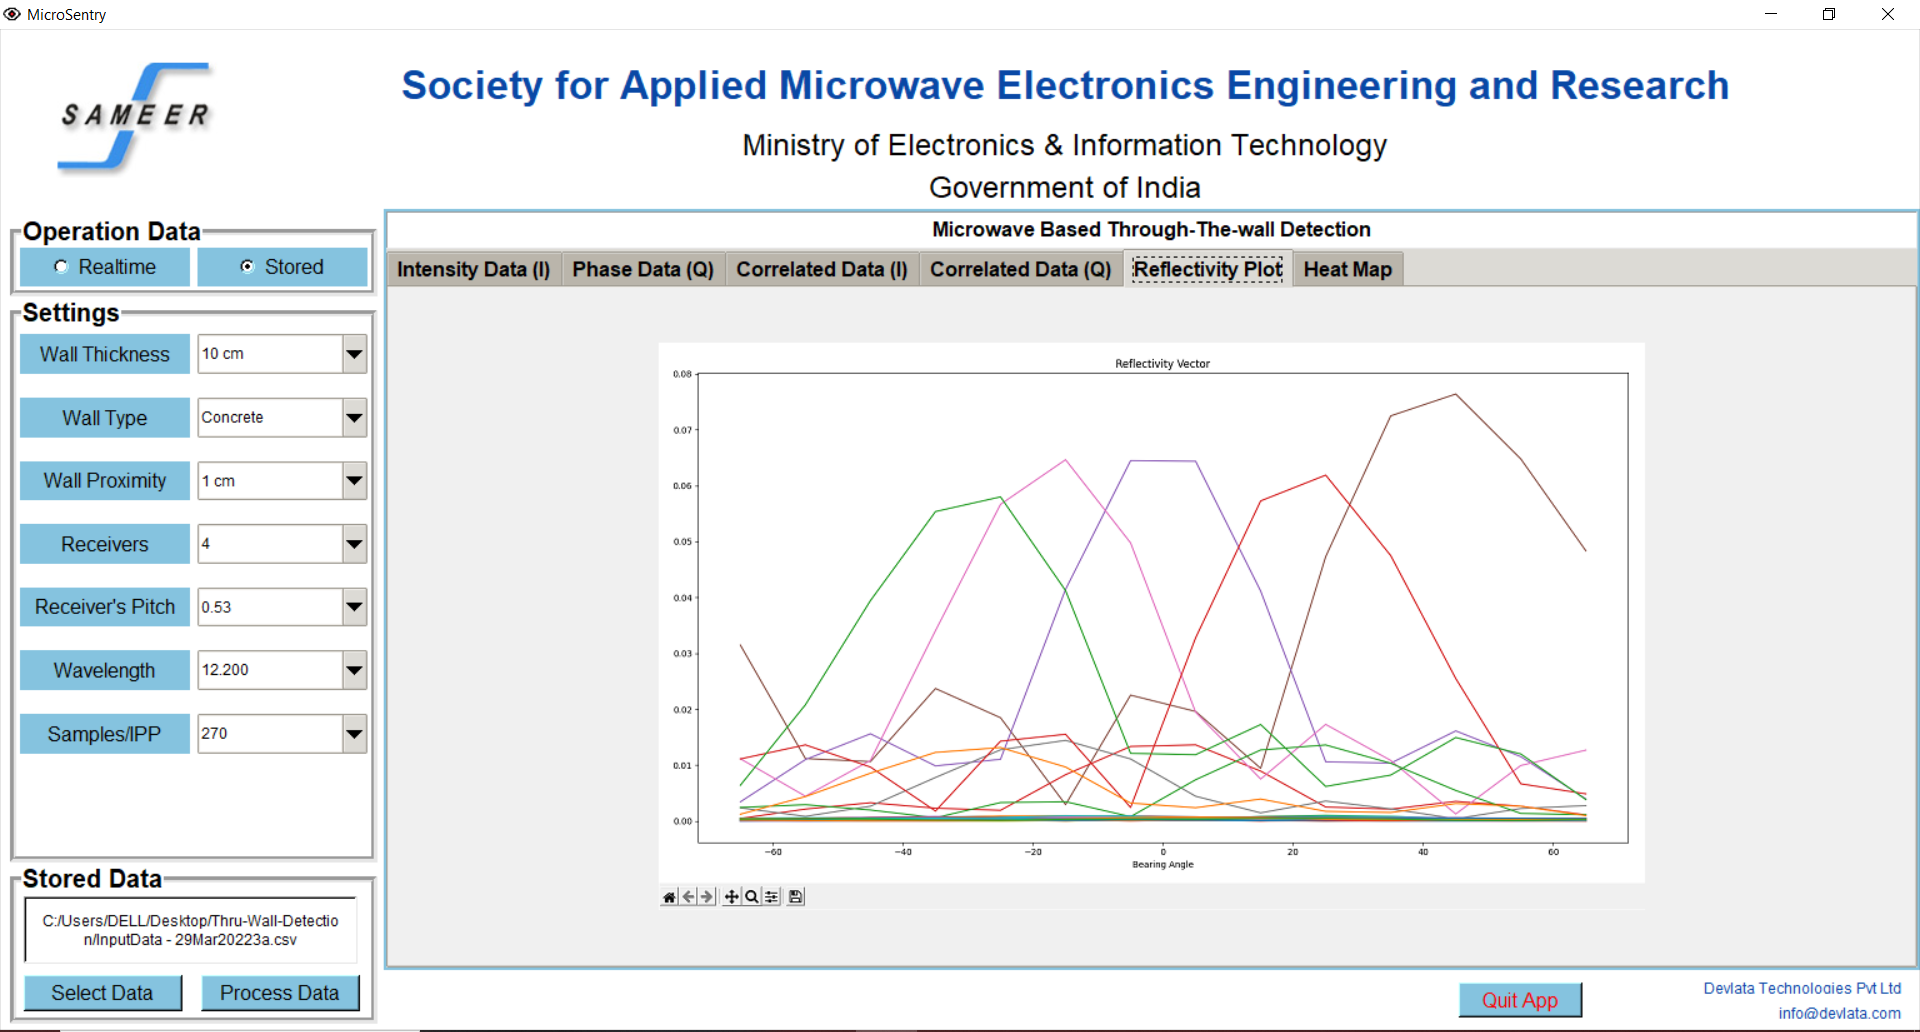 MicroSentry
SAMEER
Society for Applied Microwave Electronics Engineering and Research
Ministry of Electronics & Information Technology
Government of India
Operation Data
Realtime
Stored
Settings
Wall Thickness
10 cm
Wall Type
Concrete
Wall Proximity
1 cm
Receivers
4
Receiver's Pitch
0.53
Wavelength
12.200
Samples/IPP
270
Stored Data
C:/Users/DELL/Desktop/Thru-Wall-Detectio
n/InputData - 29Mar20223a.csv
Select Data
Process Data
Microwave Based Through-The-wall Detection
Intensity Data (I)
Phase Data (Q)
Correlated Data (I)
Correlated Data (Q)
Reflectivity Plot
Heat Map
Reflectivity Vector
0.08
0.07
0.06
0.05
0.04
0.03
0.02
0.01
0.00
−60
−40
−20
0
20
40
60
Bearing Angle
Quit App
Devlata Technologies Pvt Ltd
info@devlata.com